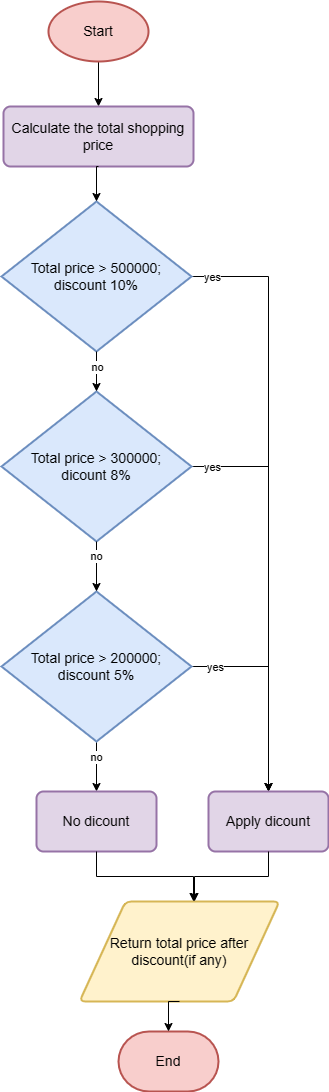 Start
Calculate the total shopping
price
Total price > 500000;
discount 10%
yes
no
Total price > 300000;
dicount 8%
yes
no
Total price > 200000;
discount 5%
yes
no
No dicount
Apply dicount
Return total price after
discount(if any)
End